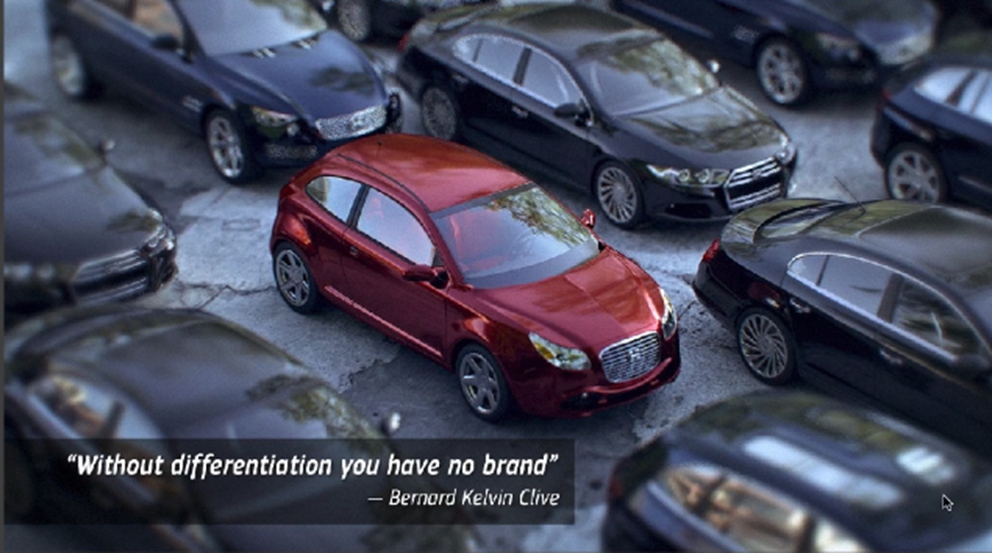 “Without differentiation you have no brand”
— Bernard Kelvin Clive